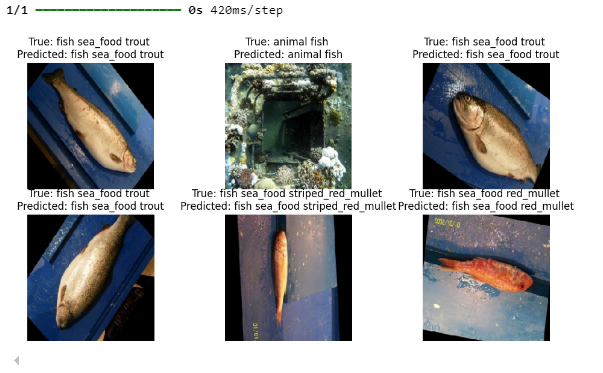 1/1 ━━━━━━━━━━━━━━━━━━━━ 0s 420ms/step
True: fish sea_food trout
Predicted: fish sea_food trout
True: animal fish
Predicted: animal fish
True: fish sea_food trout
Predicted: fish sea_food trout
True: fish sea_food trout
Predicted: fish sea_food trout
True: fish sea_food striped_red_mullet
Predicted: fish sea_food striped_red_mullet
True: fish sea_food red_mullet
Predicted: fish sea_food red_mullet